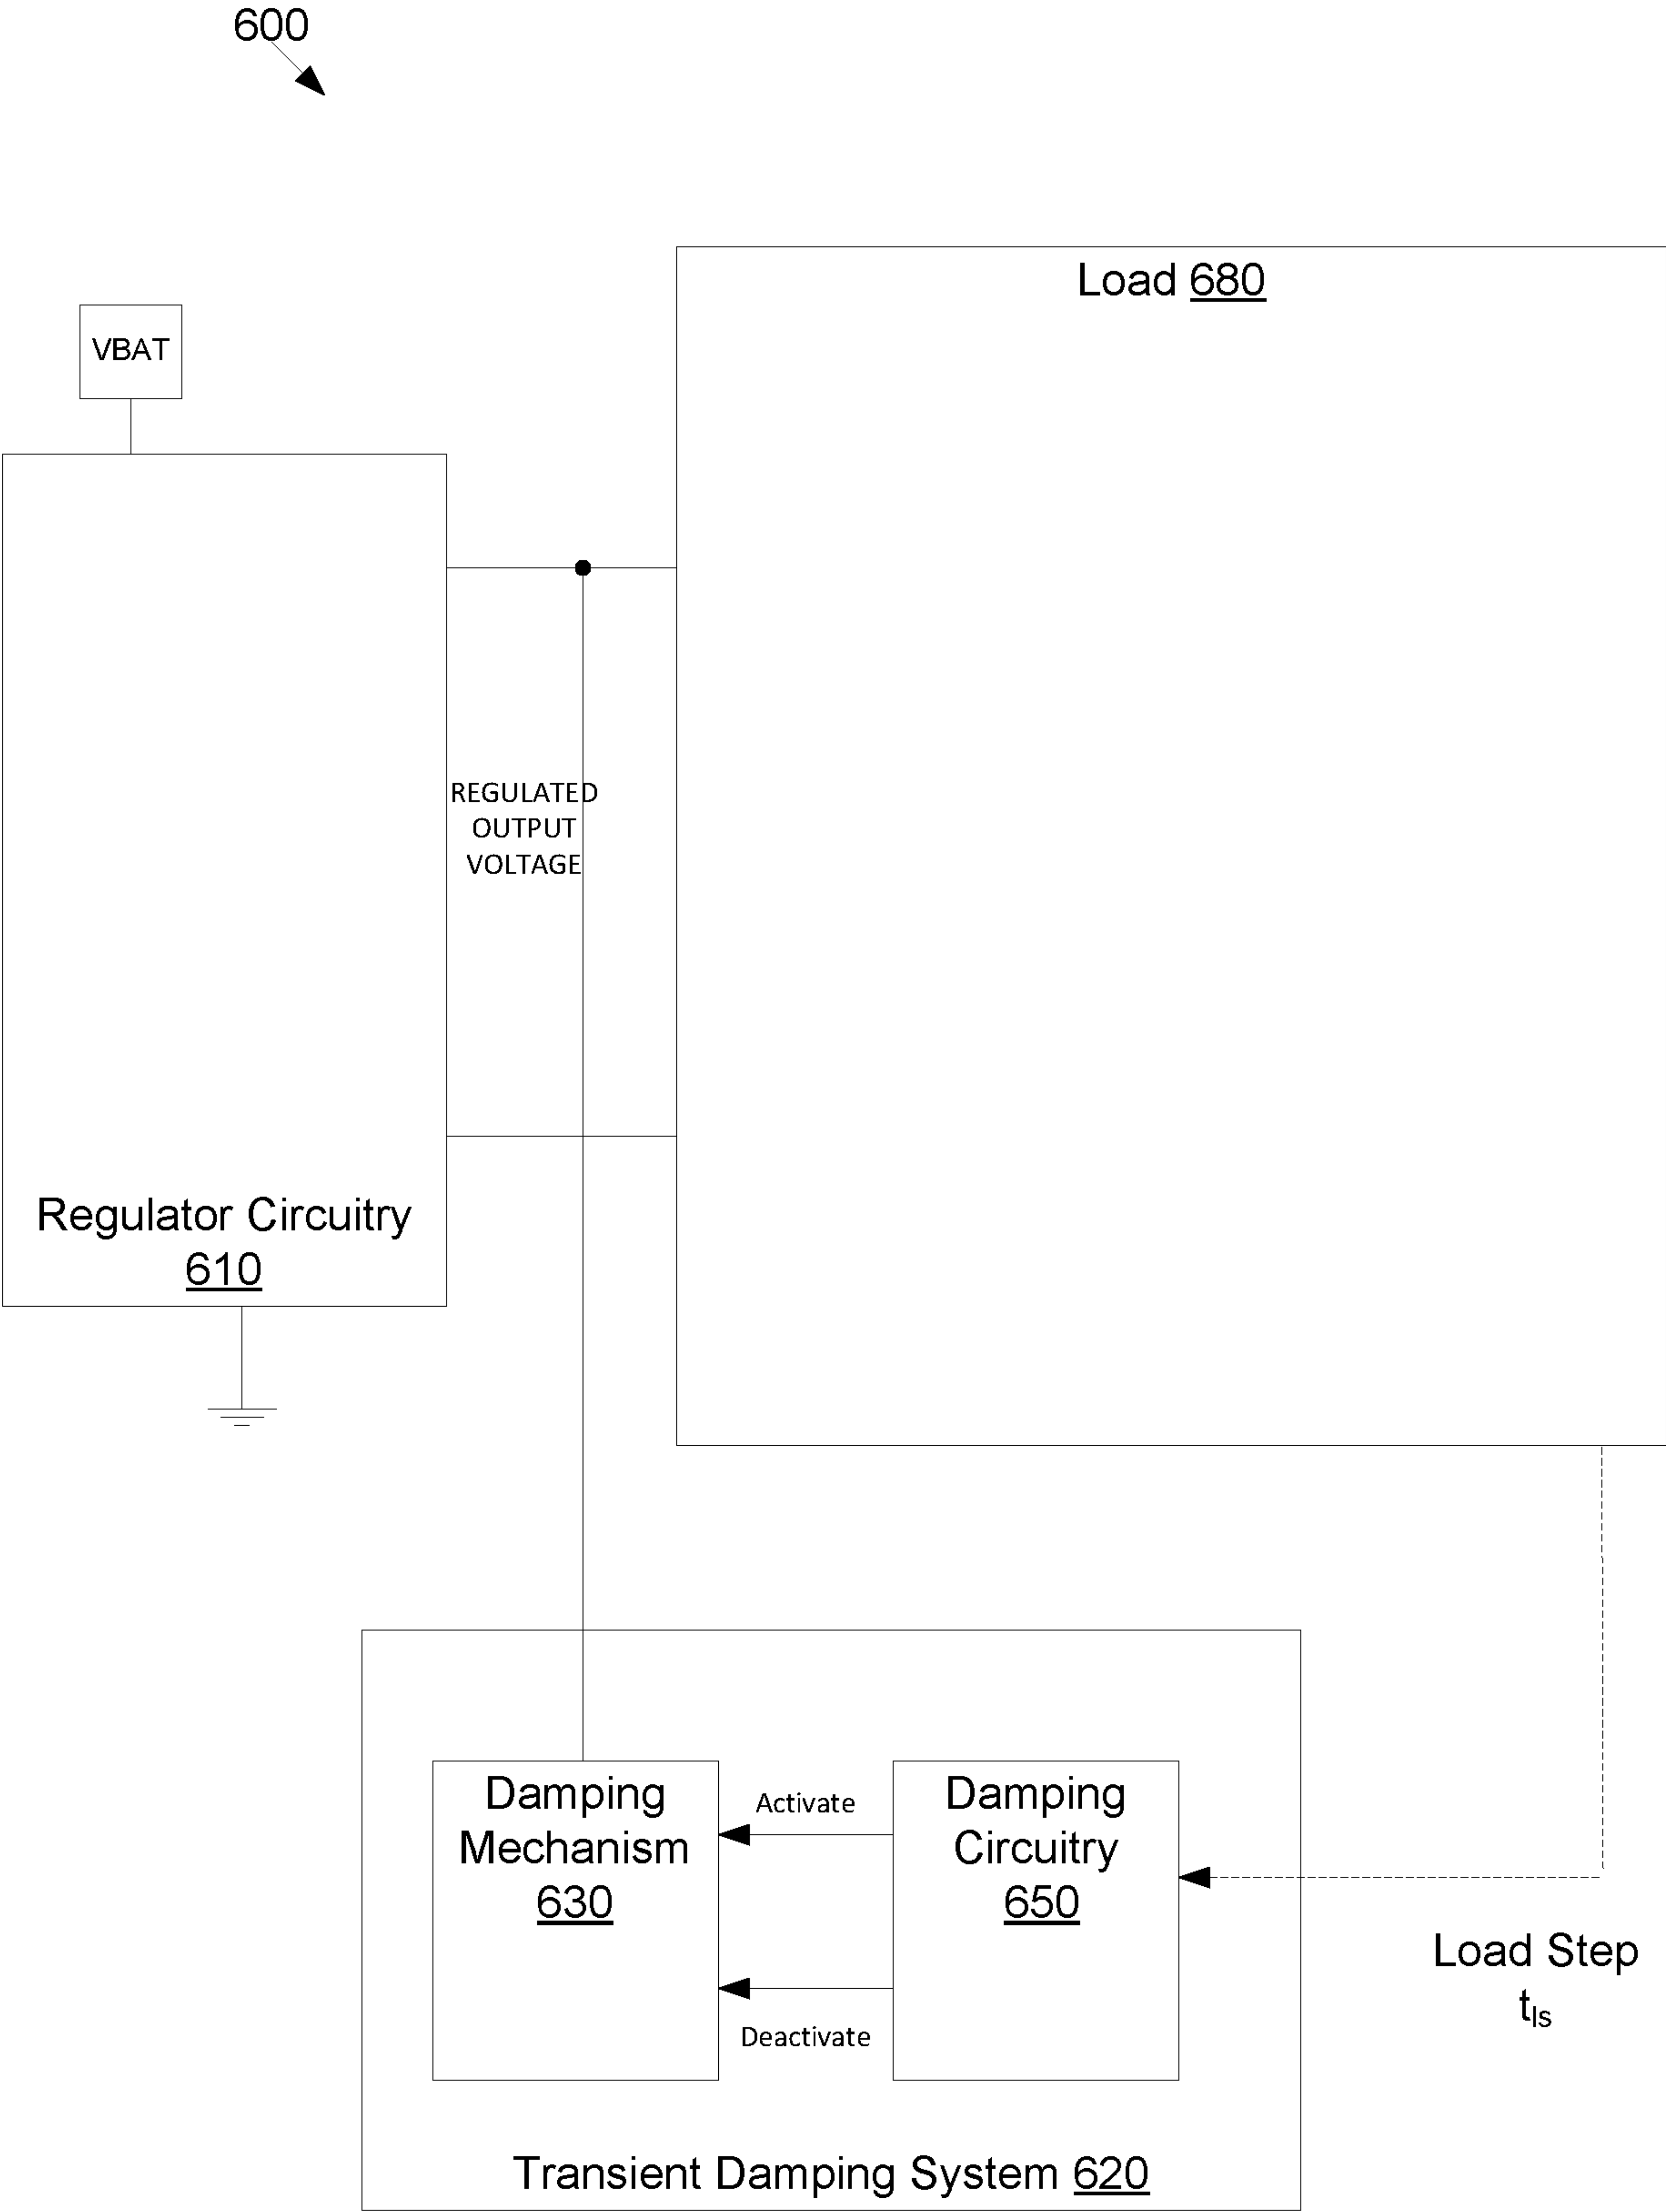 600
Load 680
VBAT
REGULATED
OUTPUT
VOLTAGE
Regulator Circuitry
610
Damping
Mechanism
630
Activate
Deactivate
Damping
Circuitry
650
Load Step
tls
Transient Damping System 620